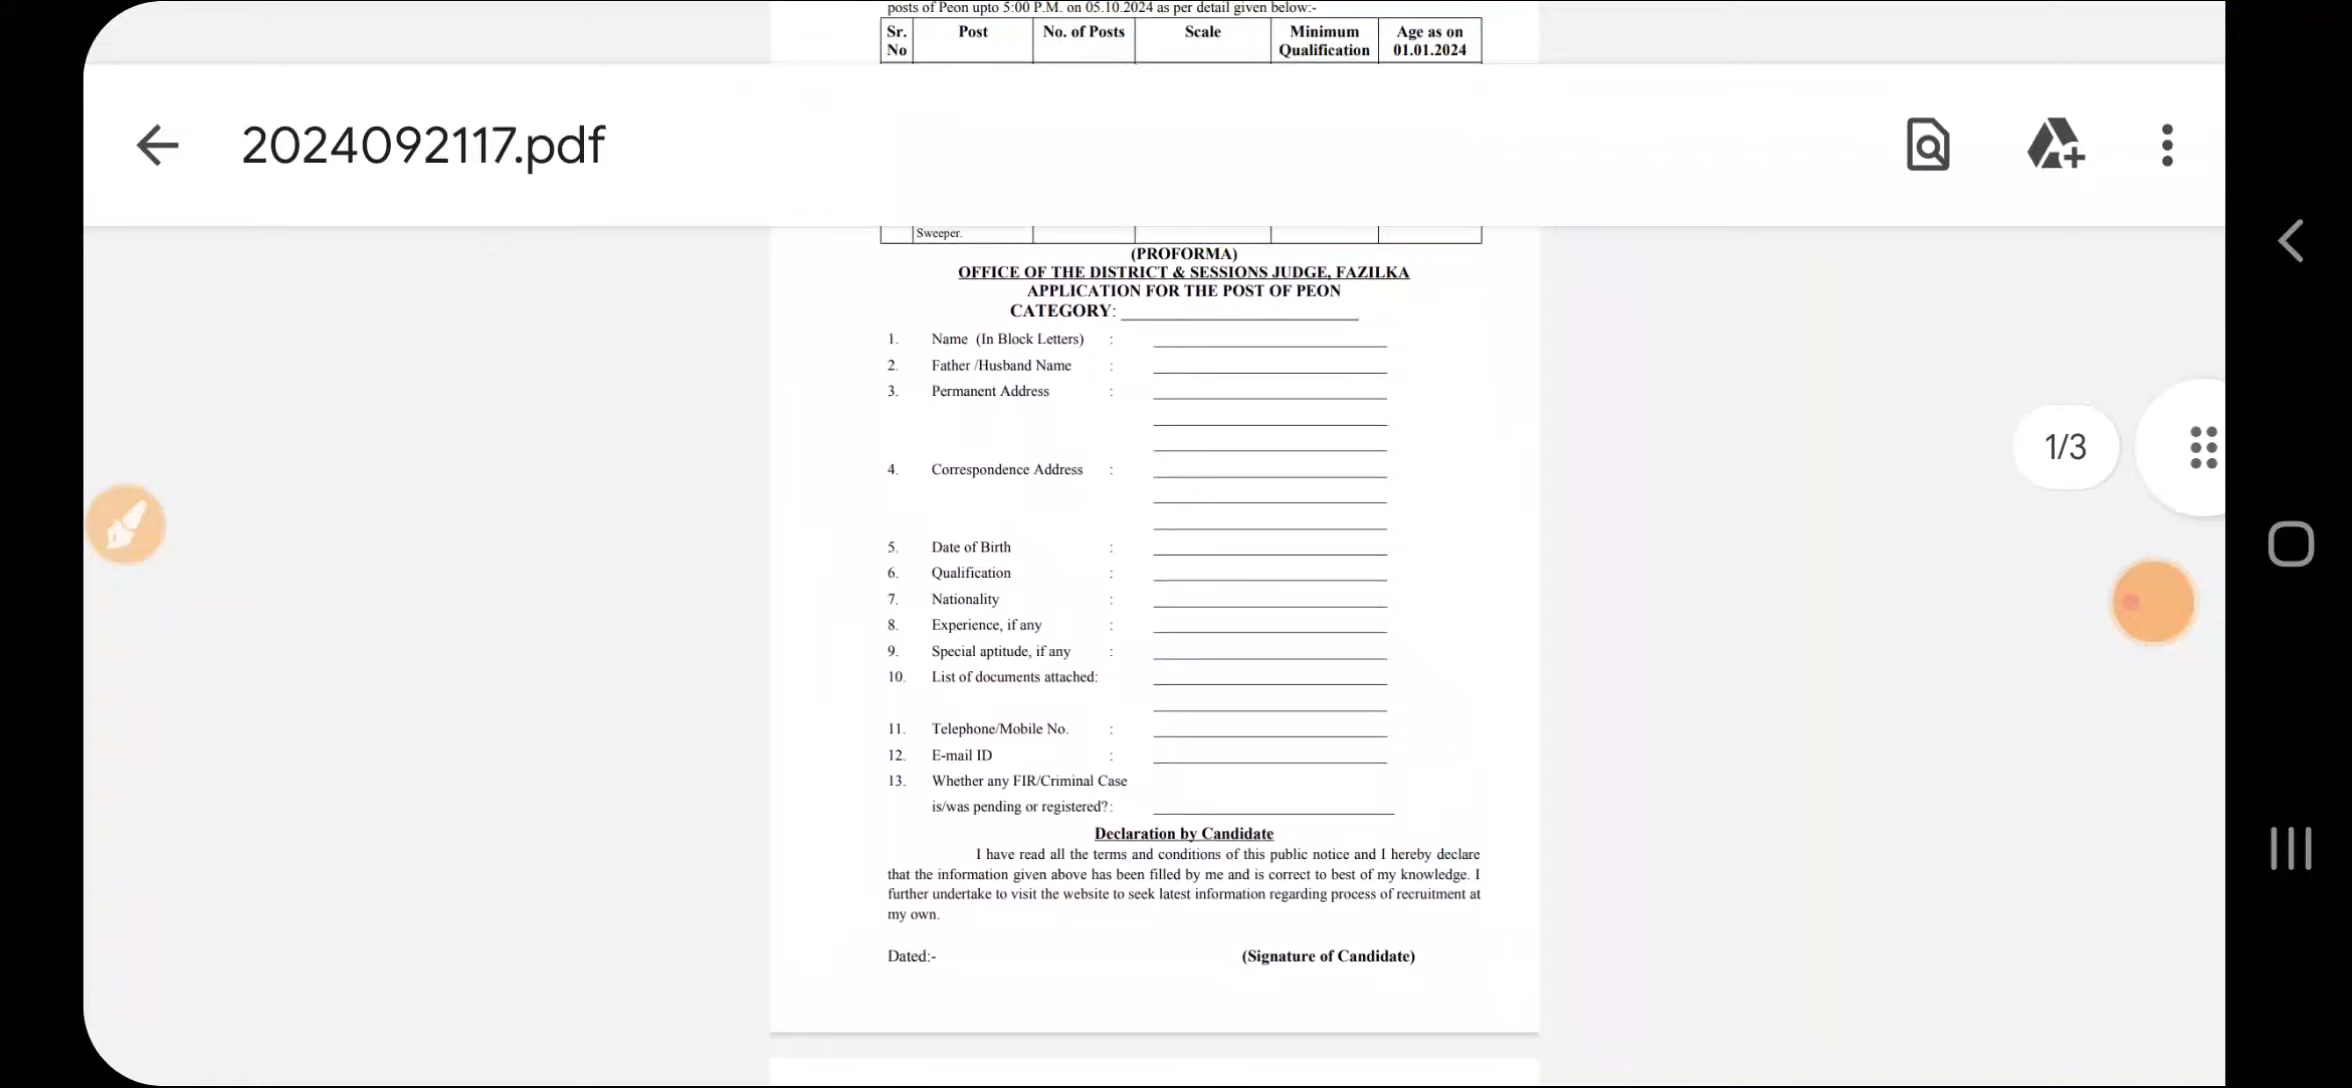 posts of Peon upto 5:00 P.M. on 05.10.2024 as per detail given below:-
Sr. No Post No. of Posts Scale Minimum Qualification Age as on 01.01.2024
2024092117.pdf
Sweeper.
(PROFORMA)
OFFICE OF THE DISTRICT & SESSIONS JUDGE, FAZILKA
APPLICATION FOR THE POST OF PEON
CATEGORY: ____________________
1. Name (In Block Letters) :
2. Father /Husband Name :
3. Permanent Address :
1/3
4. Correspondence Address :
5. Date of Birth :
6. Qualification :
7. Nationality :
8. Experience, if any :
9. Special aptitude, if any :
10. List of documents attached:
11. Telephone/Mobile No. :
12. E-mail ID :
13. Whether any FIR/Criminal Case
is/was pending or registered?:
Declaration by Candidate
I have read all the terms and conditions of this public notice and I hereby declare
that the information given above has been filled by me and is correct to best of my knowledge. I
further undertake to visit the website to seek latest information regarding process of recruitment at
my own.
Dated:- (Signature of Candidate)